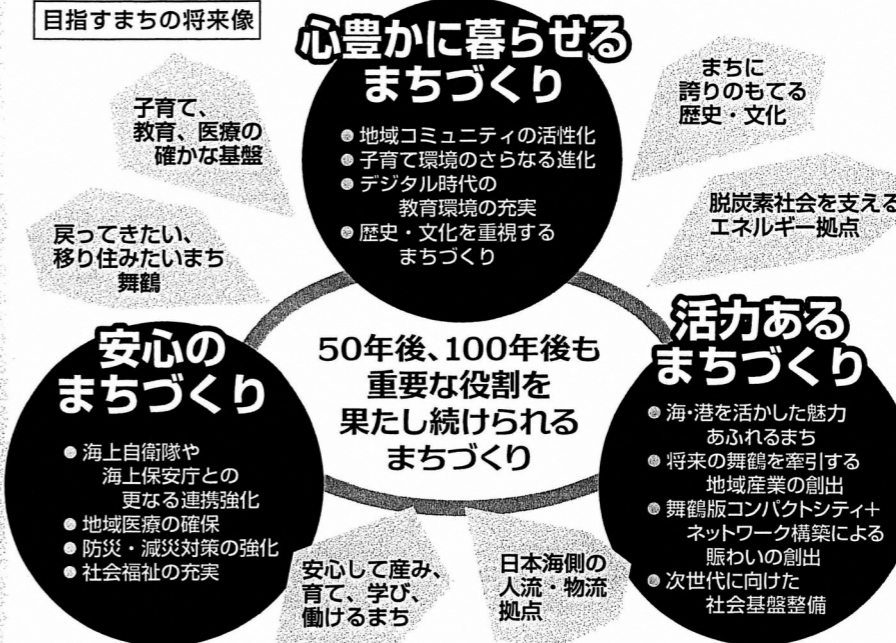 目指すまちの将来像
心豊かに暮らせる
まちづくり
● 地域コミュニティの活性化
● 子育て環境のさらなる進化
● デジタル時代の
教育環境の充実
● 歴史・文化を重視する
まちづくり
子育て、
教育、医療の
確かな基盤
戻ってきたい、
移り住みたいまち
舞鶴
まちに
誇りのもてる
歴史・文化
脱炭素社会を支える
エネルギー拠点
50年後、100年後も
重要な役割を
果たし続けられる
まちづくり
安心の
まちづくり
● 海上自衛隊や
海上保安庁との
更なる連携強化
● 地域医療の確保
● 防災・減災対策の強化
● 社会福祉の充実
安心して産み、
育て、学び、
働けるまち
日本海側の
人流・物流
拠点
活力ある
まちづくり
● 海・港を活かした魅力
あふれるまち
● 将来の舞鶴を牽引する
地域産業の創出
● 舞鶴版コンパクトシティ+
ネットワーク構築による
賑わいの創出
● 次世代に向けた
社会基盤整備